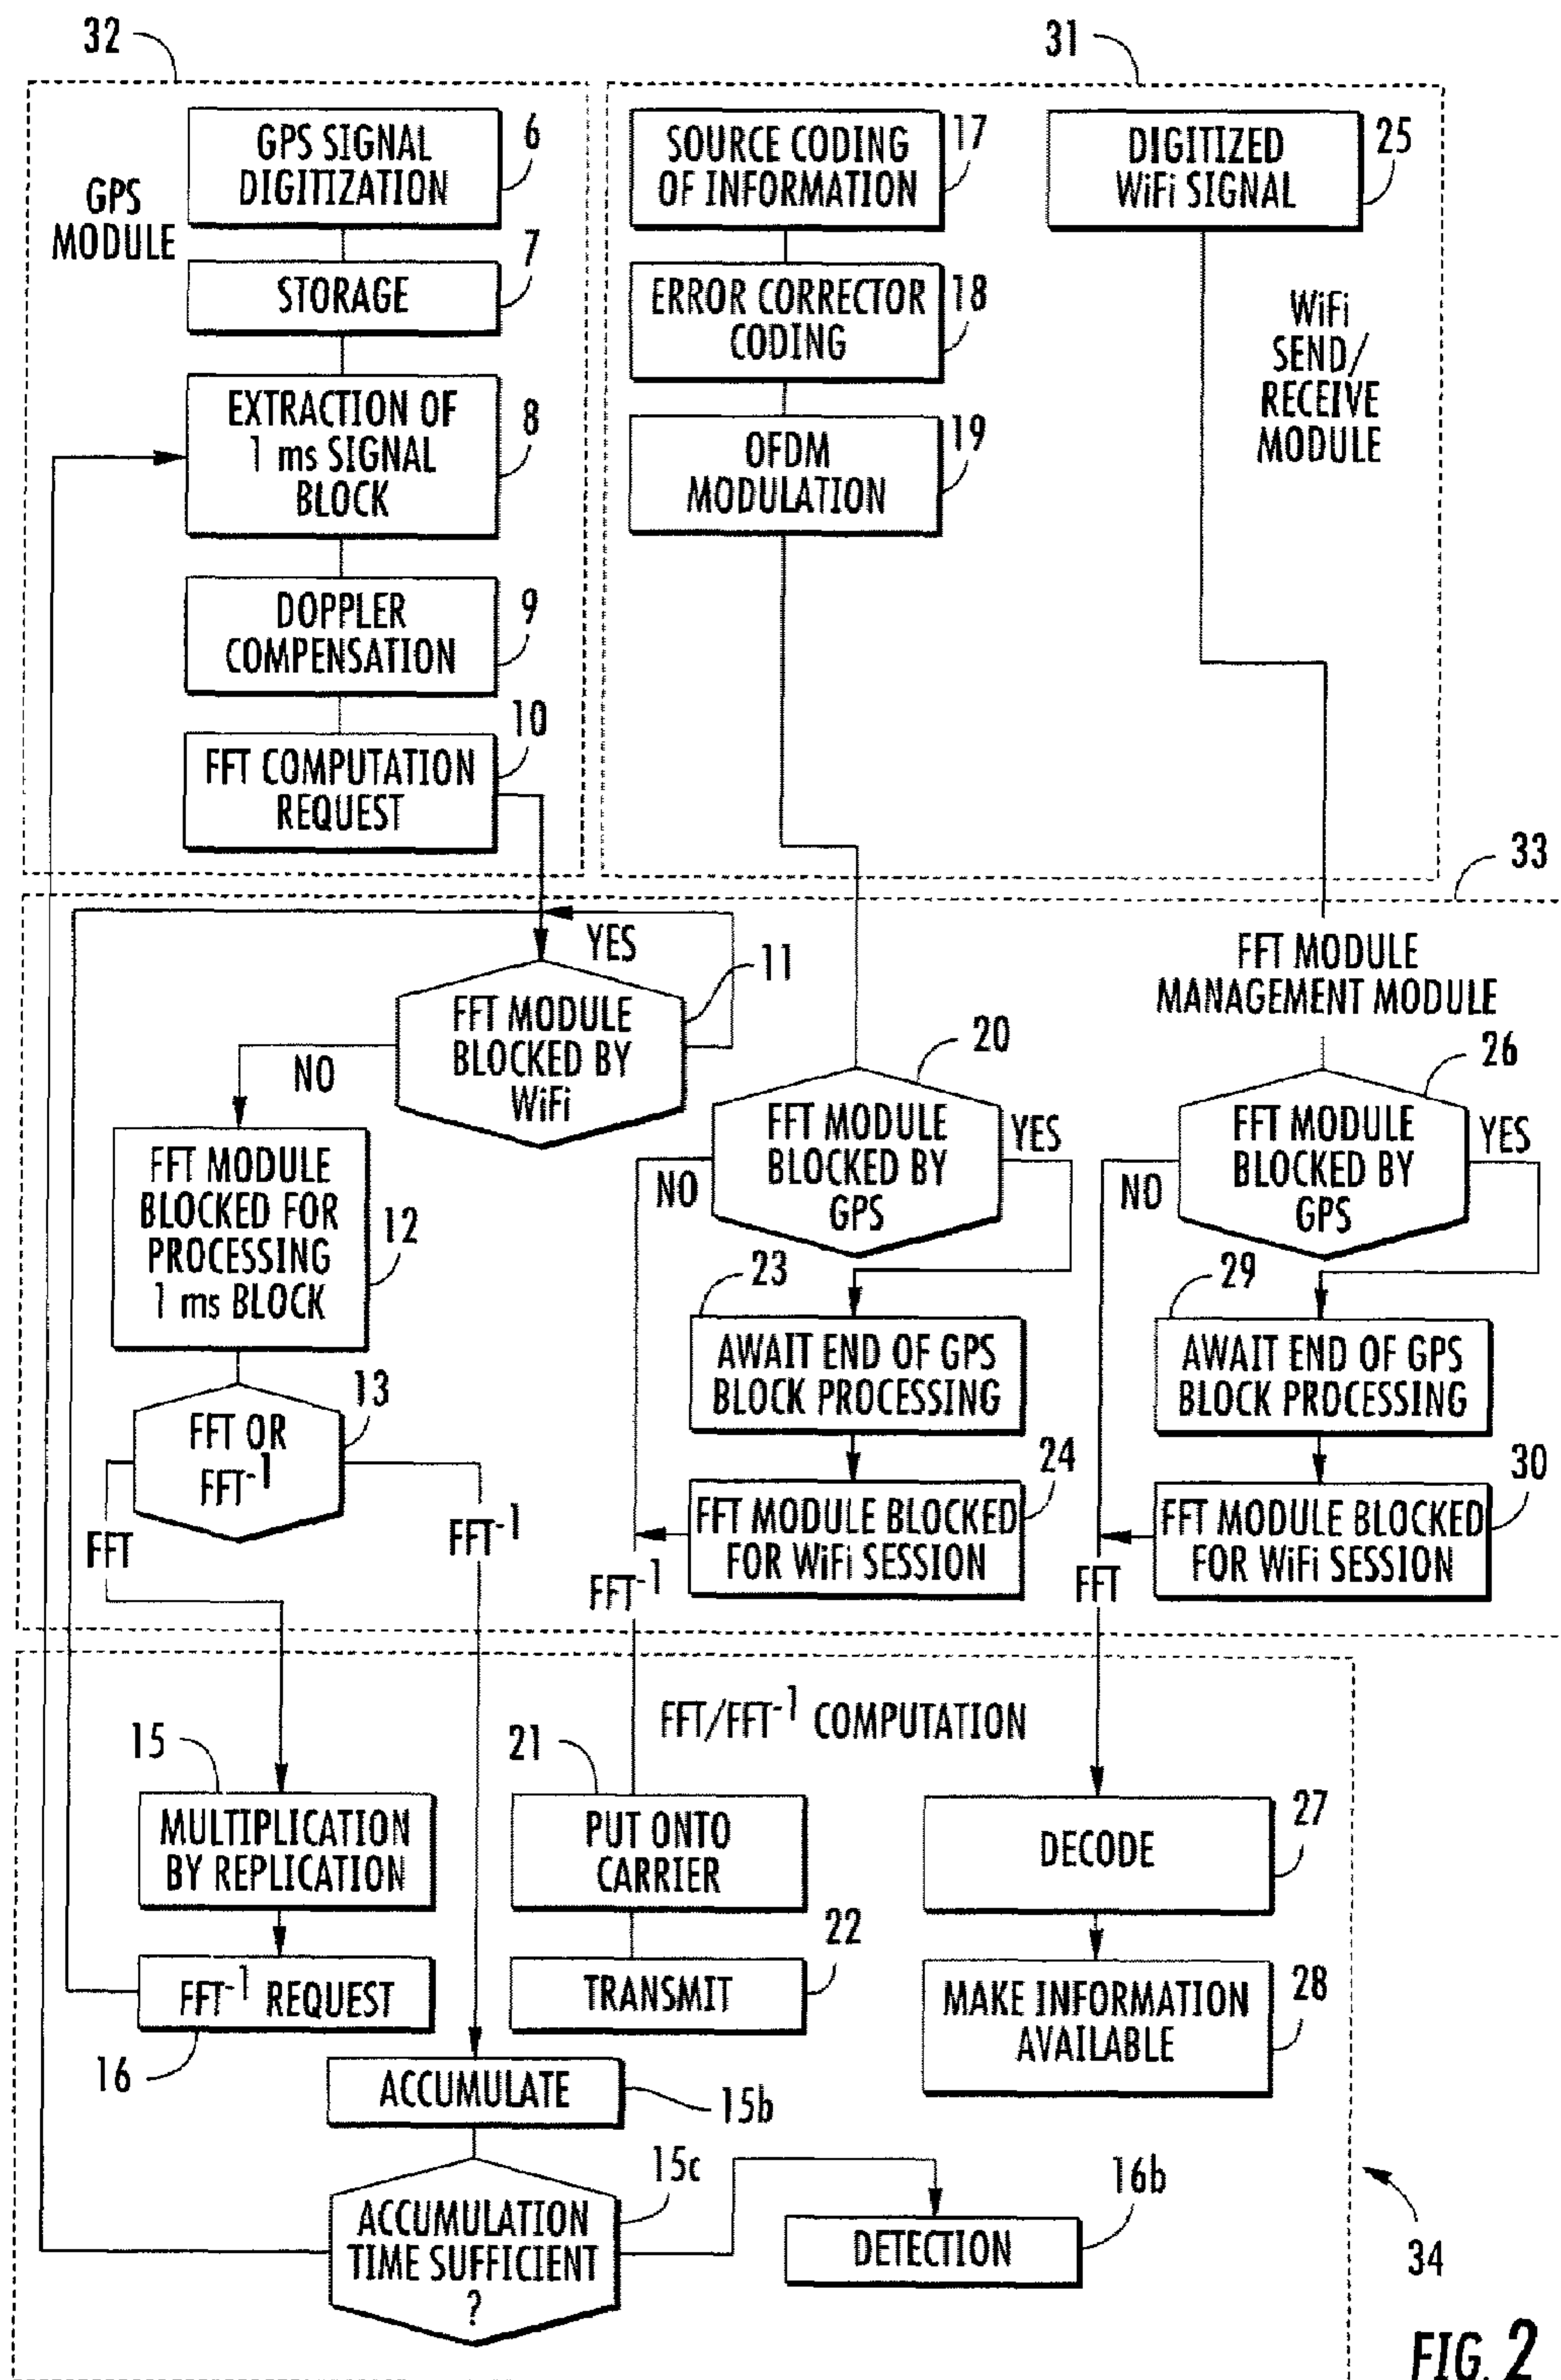 32
31
GPS
MODULE
GPS SIGNAL
DIGITIZATION
6
STORAGE
7
EXTRACTION OF
1 ms SIGNAL
BLOCK
8
DOPPLER
COMPENSATION
9
FFT COMPUTATION
REQUEST
10
SOURCE CODING
OF INFORMATION
17
ERROR CORRECTOR
CODING
18
OFDM
MODULATION
19
DIGITIZED
WiFi SIGNAL
25
WiFi
SEND/
RECEIVE
MODULE
33
FFT MODULE
MANAGEMENT MODULE
YES
FFT MODULE
BLOCKED BY
WiFi
11
NO
FFT MODULE
BLOCKED FOR
PROCESSING
1 ms BLOCK
12
FFT OR
FFT-1
13
FFT
FFT-1
20
FFT MODULE
BLOCKED BY
GPS
YES
NO
23
AWAIT END OF GPS
BLOCK PROCESSING
24
FFT MODULE BLOCKED
FOR WiFi SESSION
FFT-1
26
FFT MODULE
BLOCKED BY
GPS
YES
NO
29
AWAIT END OF GPS
BLOCK PROCESSING
30
FFT MODULE BLOCKED
FOR WiFi SESSION
FFT
FFT/FFT-1 COMPUTATION
15
MULTIPLICATION
BY REPLICATION
FFT-1 REQUEST
16
21
PUT ONTO
CARRIER
22
TRANSMIT
DECODE
27
MAKE INFORMATION
AVAILABLE
28
ACCUMULATE
15b
15c
ACCUMULATION
TIME SUFFICIENT
?
DETECTION
16b
34
FIG. 2